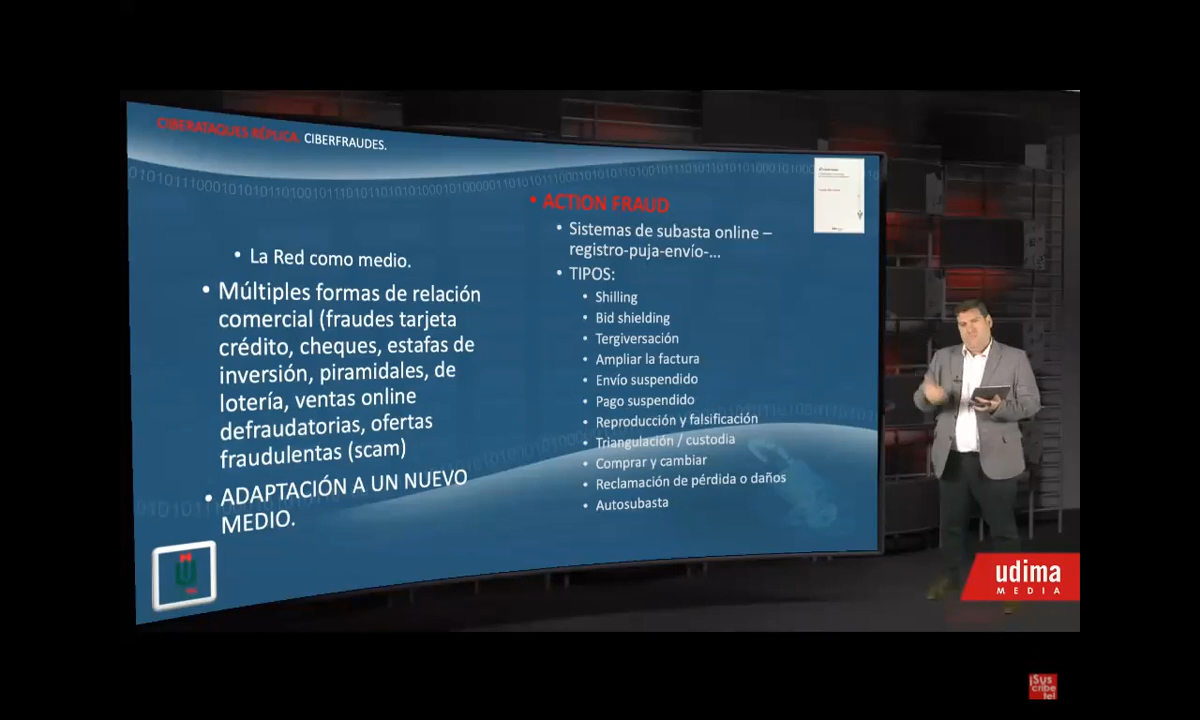 CIBERATAQUES RÉPLICA. CIBERFRAUDES.
• La Red como medio.
• Múltiples formas de relación
comercial (fraudes tarjeta
crédito, cheques, estafas de
inversión, piramidales, de
lotería, ventas online
defraudatorias, ofertas
fraudulentas (scam)
• ADAPTACIÓN A UN NUEVO
MEDIO.
• ACTION FRAUD
• Sistemas de subasta online –
registro-puja-envío-...
• TIPOS:
• Shilling
• Bid shielding
• Tergiversación
• Ampliar la factura
• Envío suspendido
• Pago suspendido
• Reproducción y falsificación
• Triangulación / custodia
• Comprar y cambiar
• Reclamación de pérdida o daños
• Autosubasta
udima
MEDIA
¡Sus
cribe
te!